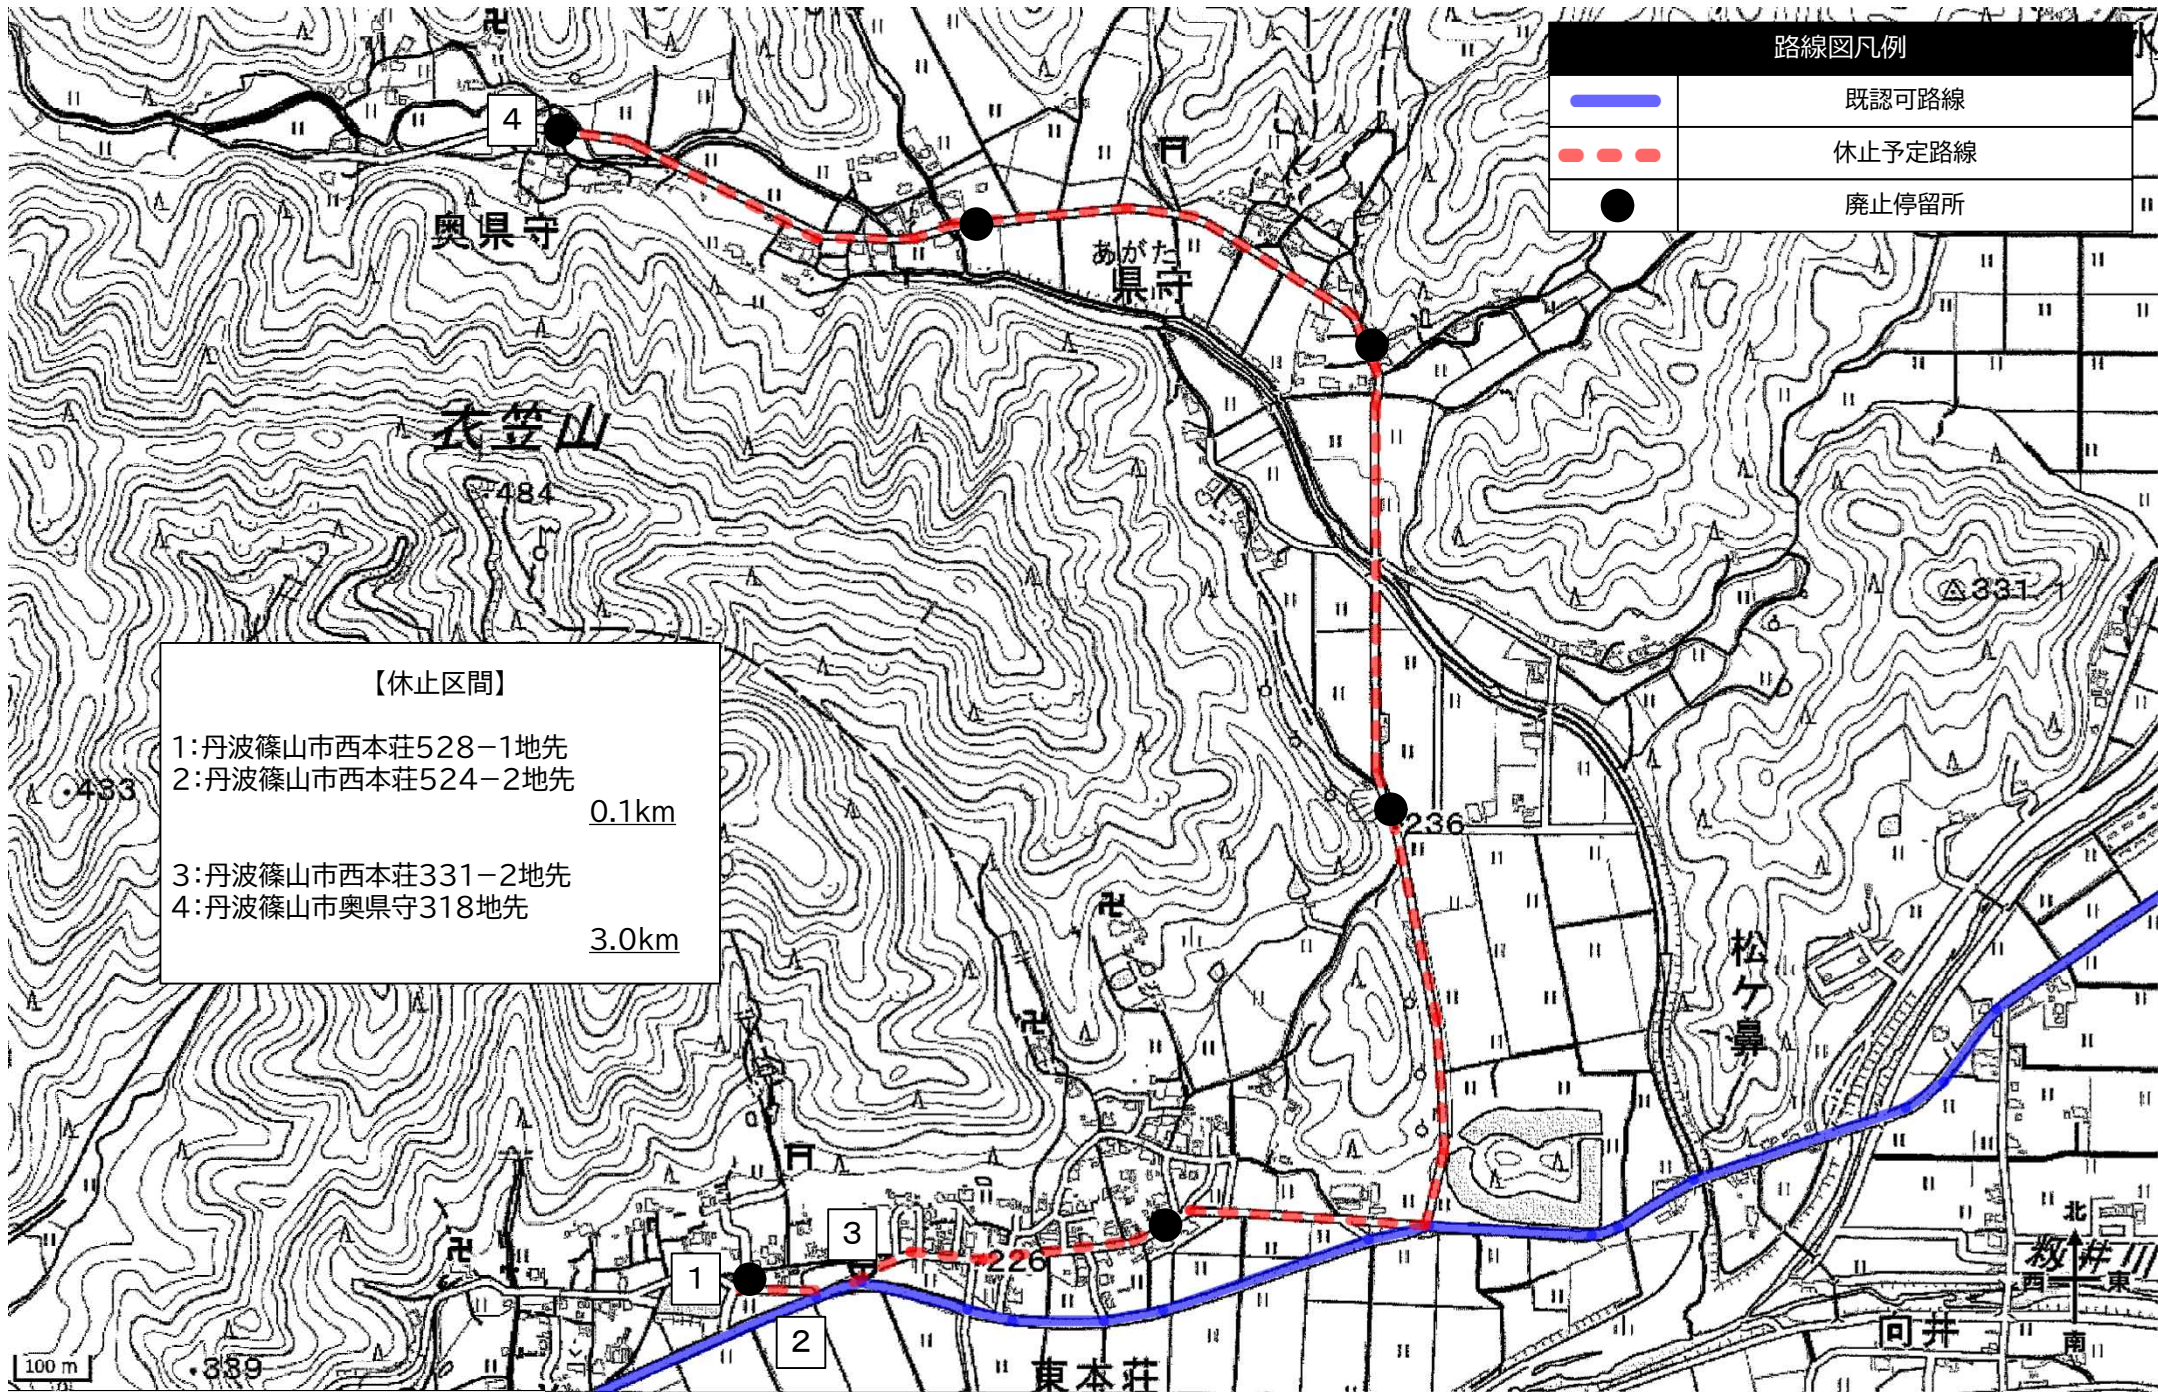 路線図凡例
既認可路線
休止予定路線
廃止停留所
4
奥県守
あがた
県守
衣笠山
484
331.1
【休止区間】
1:丹波篠山市西本荘528-1地先
2:丹波篠山市西本荘524-2地先
0.1km
3:丹波篠山市西本荘331-2地先
4:丹波篠山市奥県守318地先
3.0km
433
236
松ケ鼻
3
1
226
2
北
西
東
南
籾井川
向井
東本荘
339
100 m